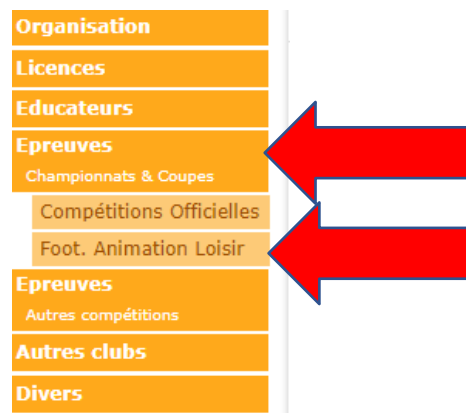 Organisation
Licences
Educateurs
Epreuves
Championnats & Coupes
Compétitions Officielles
Foot. Animation Loisir
Epreuves
Autres compétitions
Autres clubs
Divers